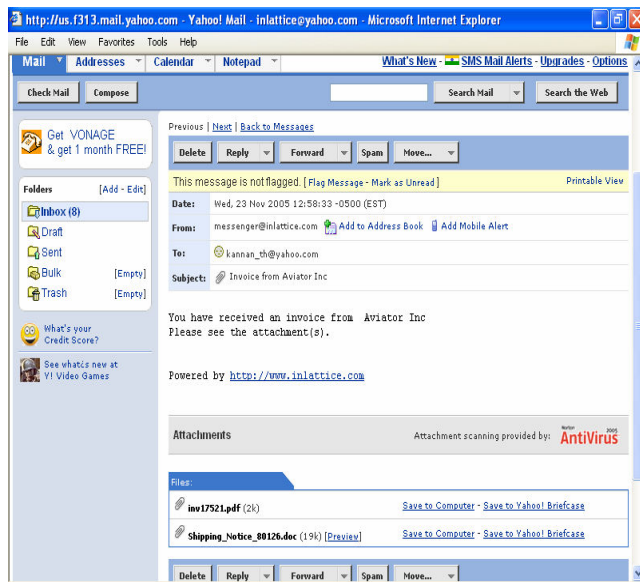 http://us.f313.mail.yahoo.com - Yahoo! Mail - inlattice@yahoo.com - Microsoft Internet Explorer
File Edit View Favorites Tools Help
Mail Addresses Calendar Notepad What's New - SMS Mail Alerts - Upgrades - Options
Check Mail Compose Search Mail Search the Web
Get VONAGE
& get 1 month FREE!
Folders [Add - Edit]
Inbox (8)
Draft
Sent
Bulk [Empty]
Trash [Empty]
What's your
Credit Score?
See what¿s new at
Y! Video Games
Previous | Next | Back to Messages
Delete Reply Forward Spam Move...
This message is not flagged. [ Flag Message - Mark as Unread ] Printable View
Date: Wed, 23 Nov 2005 12:58:33 -0500 (EST)
From: messenger@inlattice.com Add to Address Book Add Mobile Alert
To: kannan_th@yahoo.com
Subject: Invoice from Aviator Inc
You have received an invoice from Aviator Inc
Please see the attachment(s).
Powered by http://www.inlattice.com
Attachments Attachment scanning provided by: Norton AntiVirus 2005
Files:
inv17521.pdf (2k) Save to Computer - Save to Yahoo! Briefcase
Shipping_Notice_80126.doc (19k) [Preview] Save to Computer - Save to Yahoo! Briefcase
Delete Reply Forward Spam Move...